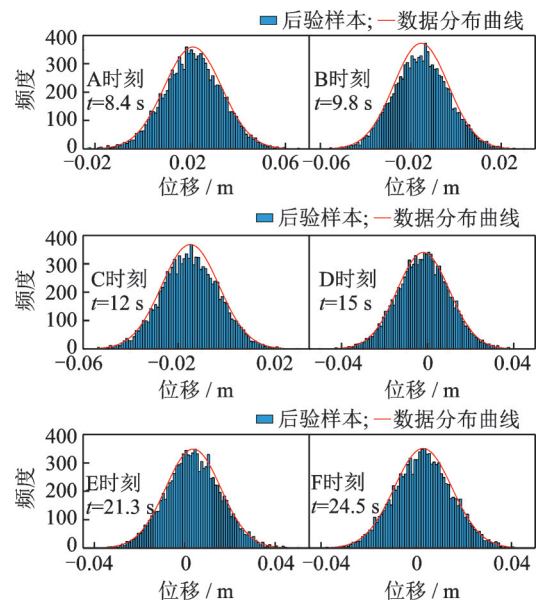 后验样本; 数据分布曲线
400
300
200
100
0
频度
A时刻
t=8.4 s
B时刻
t=9.8 s
−0.02 0.02 0.06 −0.06 −0.02 0.02
位移 / m 位移 / m
后验样本; 数据分布曲线
400
300
200
100
0
频度
C时刻
t=12 s
D时刻
t=15 s
−0.06 −0.02 0.02 −0.04 0 0.04
位移 / m 位移 / m
后验样本; 数据分布曲线
400
300
200
100
0
频度
E时刻
t=21.3 s
F时刻
t=24.5 s
−0.04 0 0.04 −0.04 0 0.04
位移 / m 位移 / m